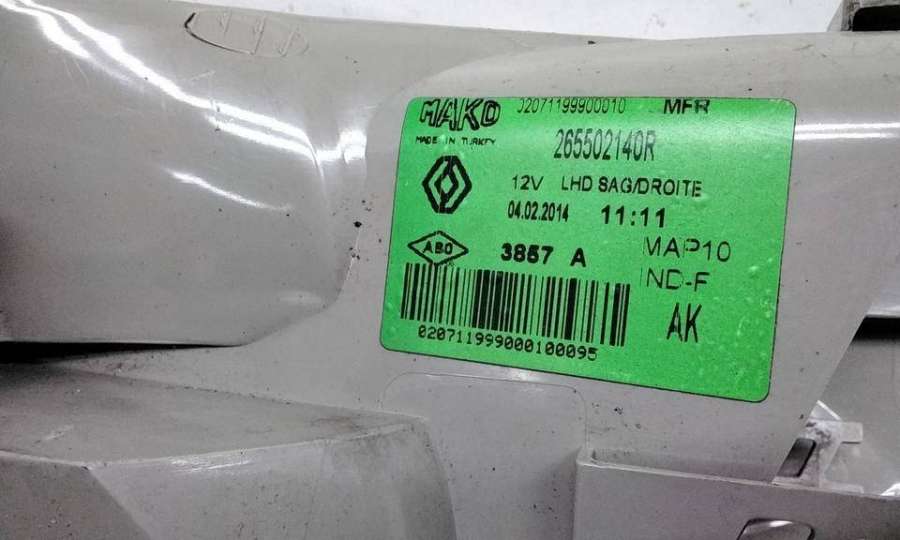 MAKO 02071199900010 MFR
MADE IN TURKEY
265502140R
12V LHD SAG/DROITE
04.02.2014 11:11
ABO 3857 A MAP10
IND-F
AK
020711999000100095